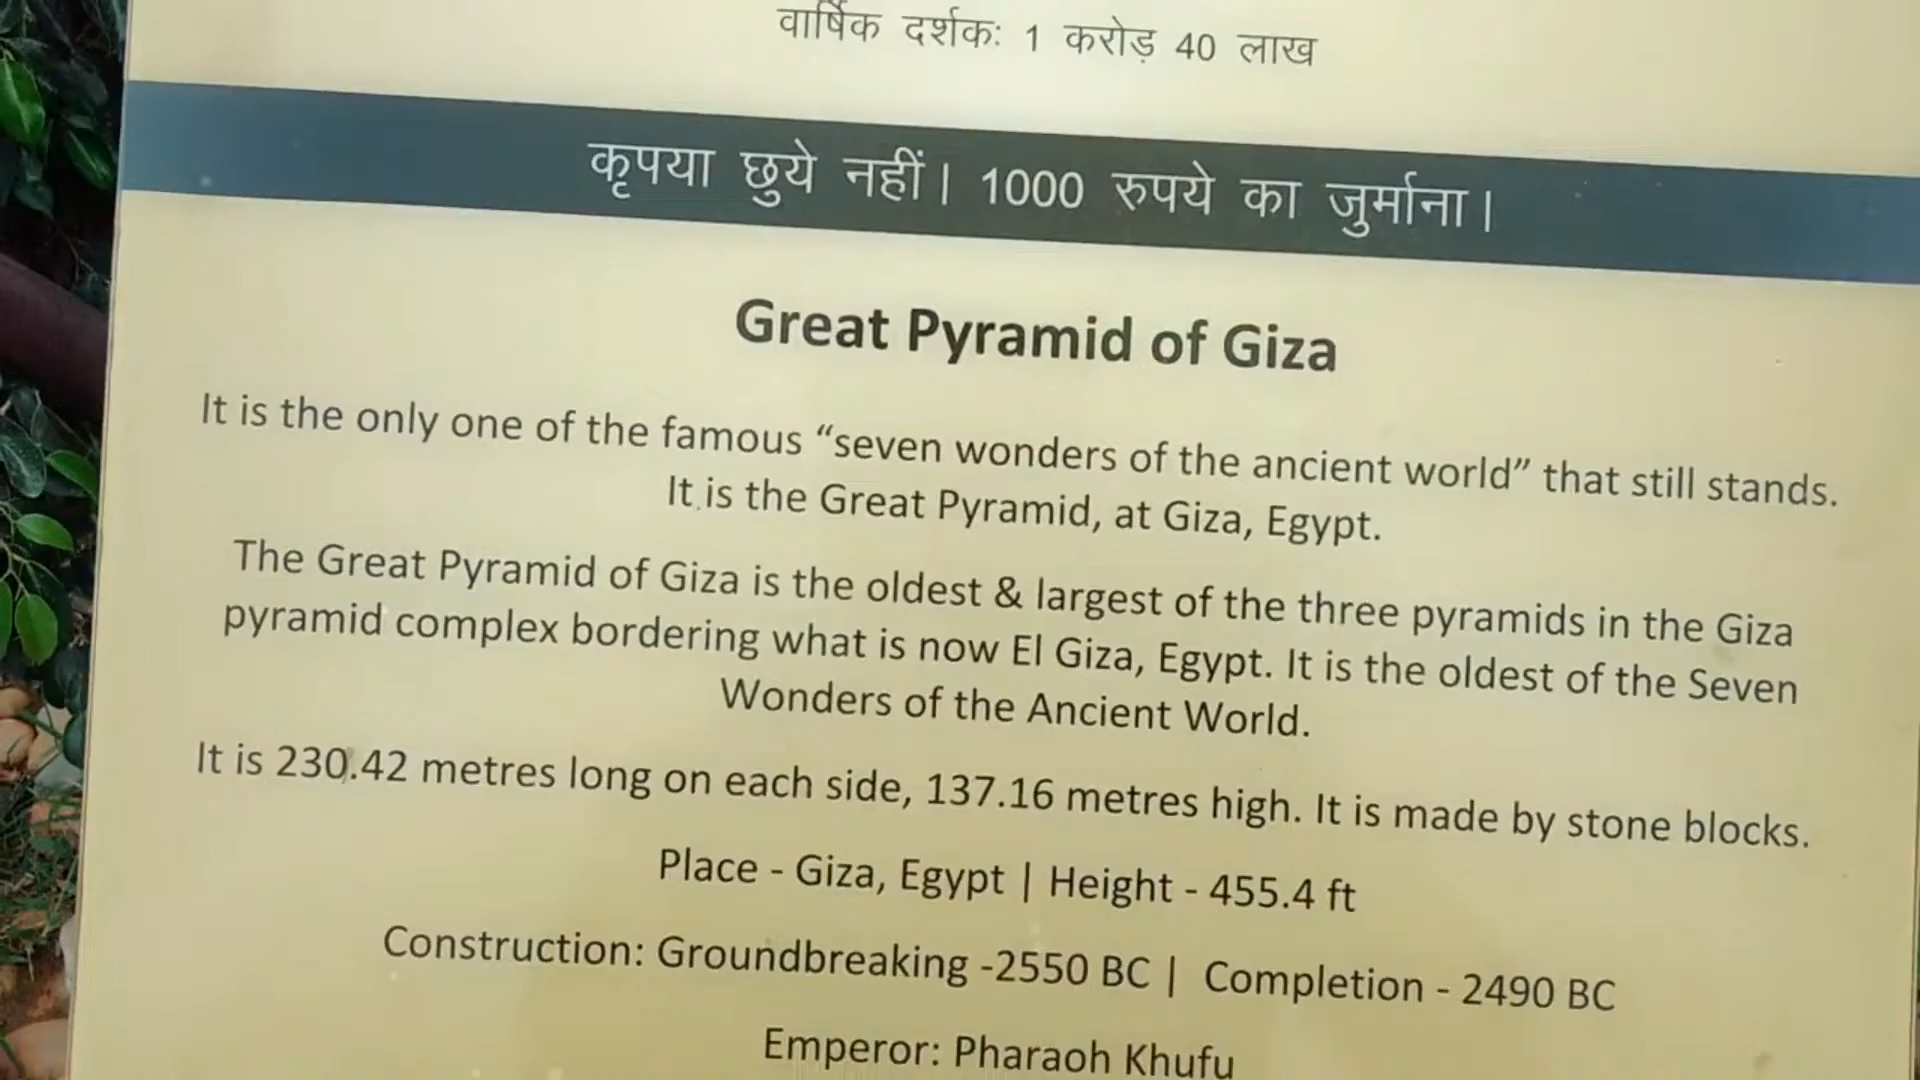 वार्षिक दर्शक: 1 करोड़ 40 लाख
कृपया छुये नहीं। 1000 रुपये का जुर्माना।
Great Pyramid of Giza
It is the only one of the famous “seven wonders of the ancient world” that still stands.
It is the Great Pyramid, at Giza, Egypt.
The Great Pyramid of Giza is the oldest & largest of the three pyramids in the Giza
pyramid complex bordering what is now El Giza, Egypt. It is the oldest of the Seven
Wonders of the Ancient World.
It is 230.42 metres long on each side, 137.16 metres high. It is made by stone blocks.
Place - Giza, Egypt | Height - 455.4 ft
Construction: Groundbreaking -2550 BC | Completion - 2490 BC
Emperor: Pharaoh Khufu